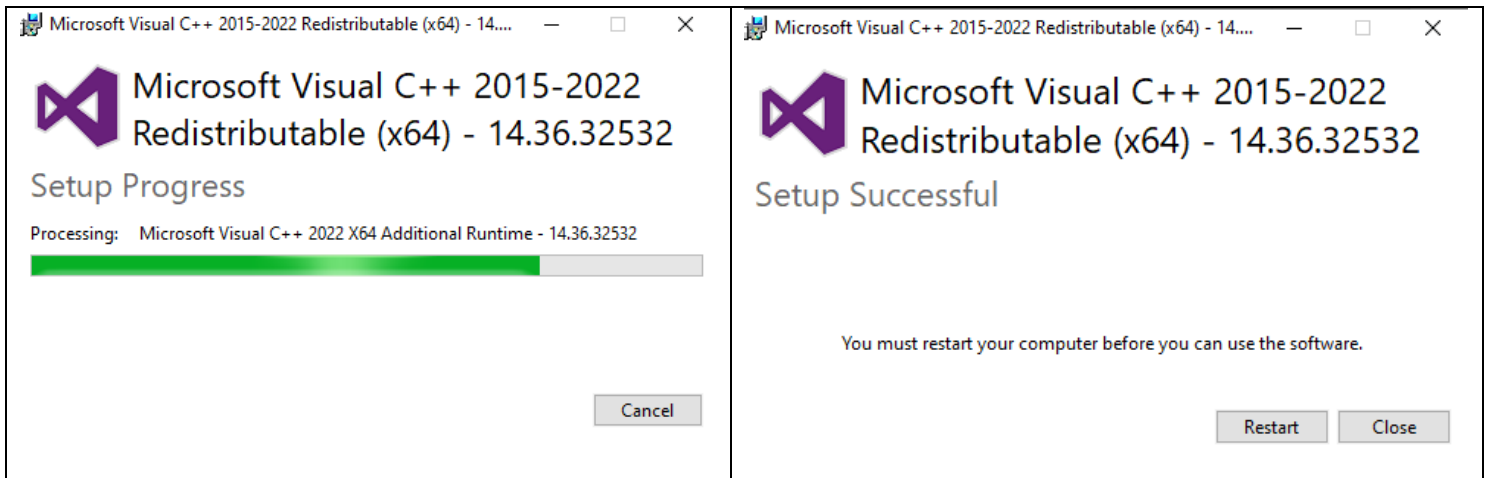 Microsoft Visual C++ 2015-2022 Redistributable (x64) - 14....
Microsoft Visual C++ 2015-2022
Redistributable (x64) - 14.36.32532
Setup Progress
Processing: Microsoft Visual C++ 2022 X64 Additional Runtime - 14.36.32532
Cancel
Microsoft Visual C++ 2015-2022 Redistributable (x64) - 14....
Microsoft Visual C++ 2015-2022
Redistributable (x64) - 14.36.32532
Setup Successful
You must restart your computer before you can use the software.
Restart Close